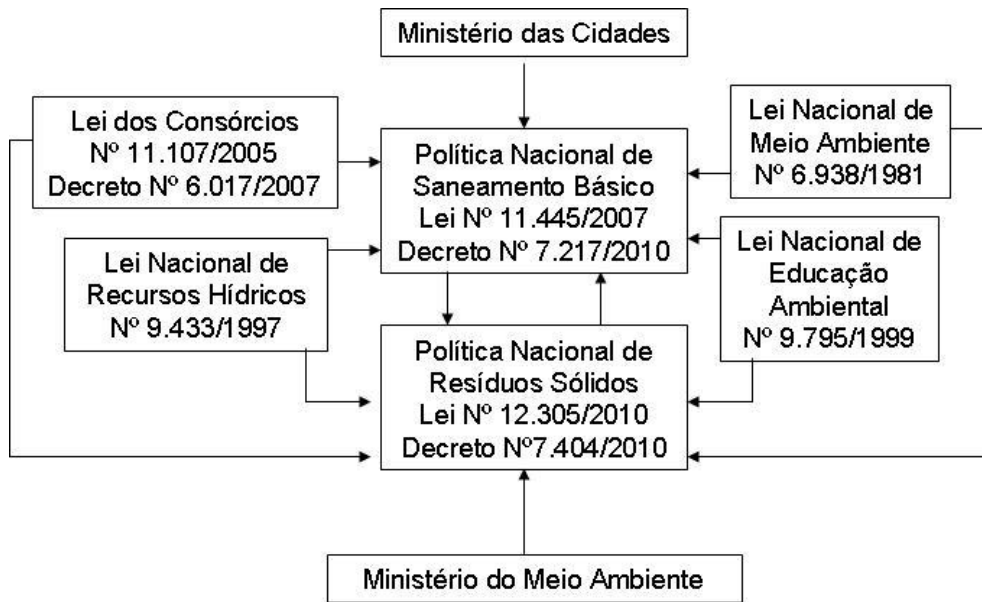 Ministério das Cidades
Lei dos Consórcios
Nº 11.107/2005
Decreto Nº 6.017/2007
Política Nacional de
Saneamento Básico
Lei Nº 11.445/2007
Decreto Nº 7.217/2010
Lei Nacional de
Meio Ambiente
Nº 6.938/1981
Lei Nacional de
Recursos Hídricos
Nº 9.433/1997
Lei Nacional de
Educação
Ambiental
Nº 9.795/1999
Política Nacional de
Resíduos Sólidos
Lei Nº 12.305/2010
Decreto Nº7.404/2010
Ministério do Meio Ambiente